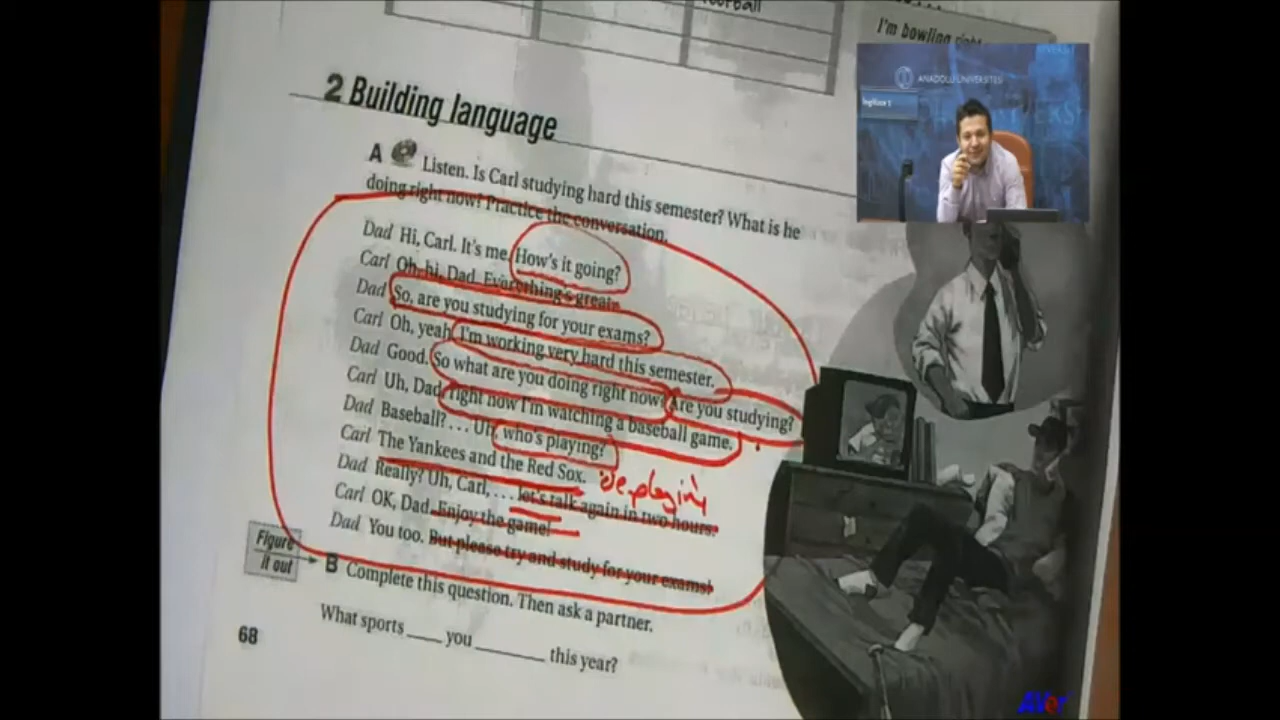 football
I'm bowling right
ANADOLU ÜNİVERSİTESİ
İngilizce 1
2 Building language
A Listen. Is Carl studying hard this semester? What is he
doing right now? Practice the conversation.
Dad Hi, Carl. It's me. How's it going?
Carl Oh, hi, Dad. Everything's great.
Dad So, are you studying for your exams?
Carl Oh, yeah. I'm working very hard this semester.
Dad Good. So what are you doing right now? Are you studying?
Carl Uh, Dad, right now I'm watching a baseball game.
Dad Baseball? . . . Uh, who's playing?
Carl The Yankees and the Red Sox.
Dad Really? Uh, Carl, . . . let's talk again in two hours.
Carl OK, Dad. Enjoy the game!
Dad You too. But please try and study for your exams!
Figure
it out
B Complete this question. Then ask a partner.
What sports ____ you _______ this year?
68
AVer